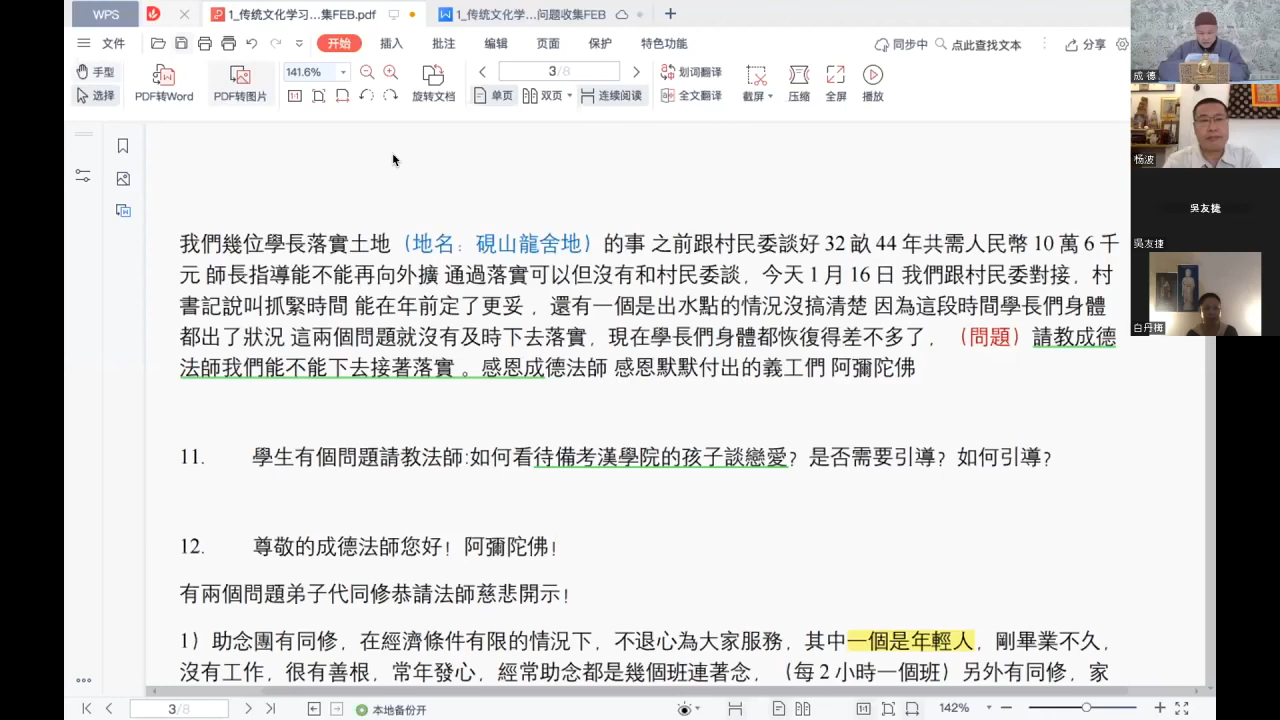 WPS
1_传统文化学习...集FEB.pdf
1_传统文化学...问题收集FEB
文件
开始
插入
批注
编辑
页面
保护
特色功能
同步中
点此查找文本
分享
手型
选择
PDF转Word
PDF转图片
141.6%
旋转文档
3/8
单页
双页
连续阅读
划词翻译
全文翻译
截屏
压缩
全屏
播放
我們幾位學長落實土地（地名：硯山龍舍地）的事 之前跟村民委談好 32 畝 44 年共需人民幣 10 萬 6 千
元 師長指導能不能再向外擴 通過落實可以但沒有和村民委談，今天 1 月 16 日 我們跟村民委對接，村
書記說叫抓緊時間 能在年前定了更妥 ，還有一個是出水點的情況沒搞清楚 因為這段時間學長們身體
都出了狀況 這兩個問題就沒有及時下去落實，現在學長們身體都恢復得差不多了，（問題）請教成德
法師我們能不能下去接著落實 。感恩成德法師 感恩默默付出的義工們 阿彌陀佛
11. 學生有個問題請教法師:如何看待備考漢學院的孩子談戀愛？是否需要引導？如何引導？
12. 尊敬的成德法師您好！阿彌陀佛！
有兩個問題弟子代同修恭請法師慈悲開示！
1）助念團有同修，在經濟條件有限的情況下，不退心為大家服務，其中一個是年輕人，剛畢業不久，
沒有工作，很有善根，常年發心，經常助念都是幾個班連著念，（每 2 小時一個班）另外有同修，家
3/8
本地备份开
142%
成 德
杨波
吳友捷
吳友捷
白丹梅